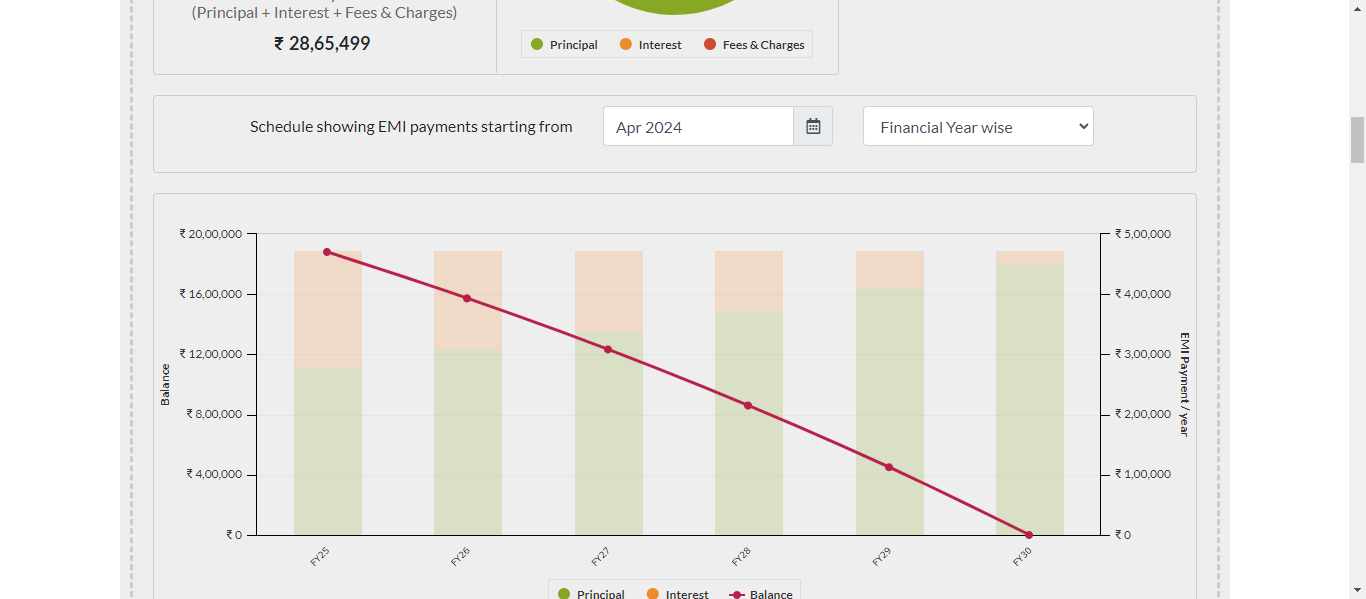 (Principal + Interest + Fees & Charges)
₹ 28,65,499
Principal Interest Fees & Charges
Schedule showing EMI payments starting from Apr 2024 Financial Year wise
₹ 20,00,000
₹ 16,00,000
₹ 12,00,000
₹ 8,00,000
₹ 4,00,000
₹ 0
Balance
₹ 5,00,000
₹ 4,00,000
₹ 3,00,000
₹ 2,00,000
₹ 1,00,000
₹ 0
EMI Payment / year
FY25 FY26 FY27 FY28 FY29 FY30
Principal Interest Balance